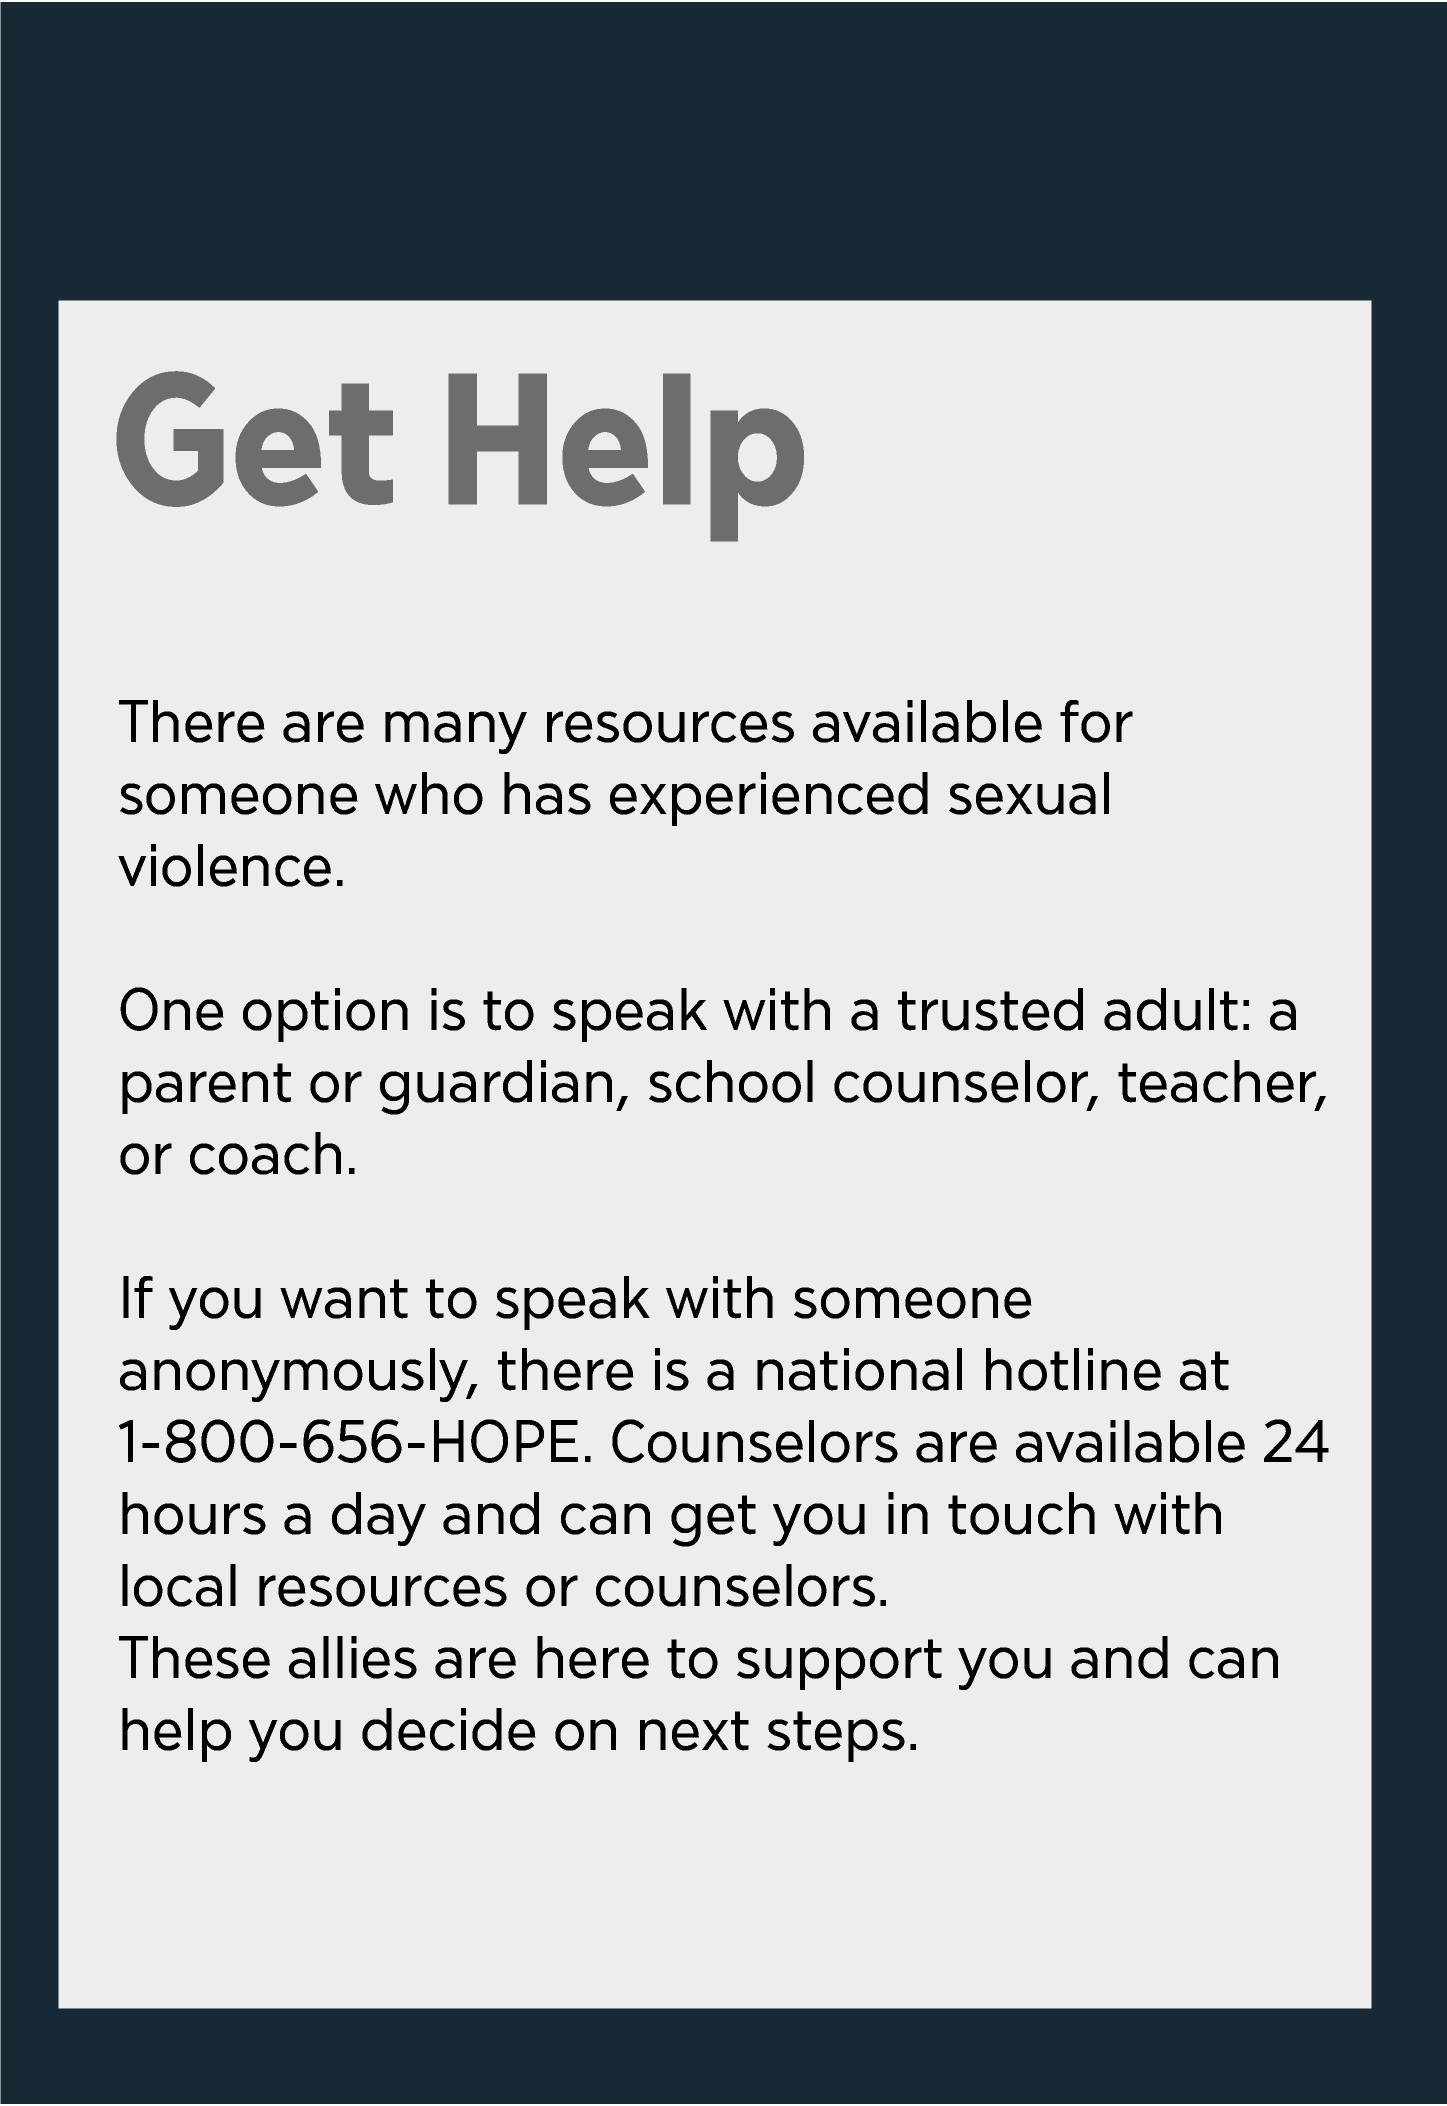 Get Help
There are many resources available for
someone who has experienced sexual
violence.
One option is to speak with a trusted adult: a
parent or guardian, school counselor, teacher,
or coach.
If you want to speak with someone
anonymously, there is a national hotline at
1-800-656-HOPE. Counselors are available 24
hours a day and can get you in touch with
local resources or counselors.
These allies are here to support you and can
help you decide on next steps.